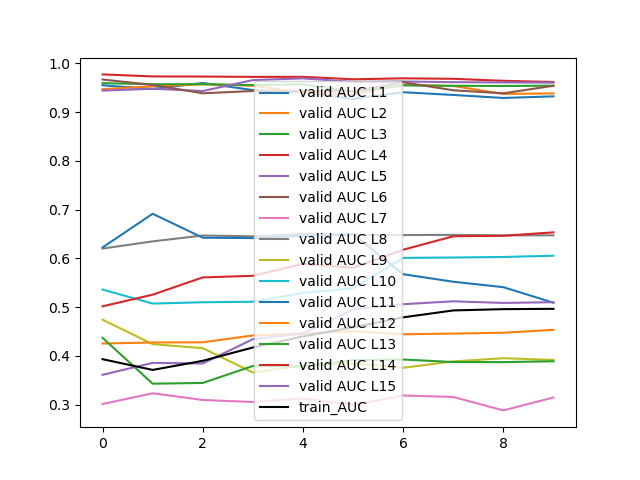 1.0
0.9
0.8
0.7
0.6
0.5
0.4
0.3
valid AUC L1
valid AUC L2
valid AUC L3
valid AUC L4
valid AUC L5
valid AUC L6
valid AUC L7
valid AUC L8
valid AUC L9
valid AUC L10
valid AUC L11
valid AUC L12
valid AUC L13
valid AUC L14
valid AUC L15
train_AUC
0 2 4 6 8